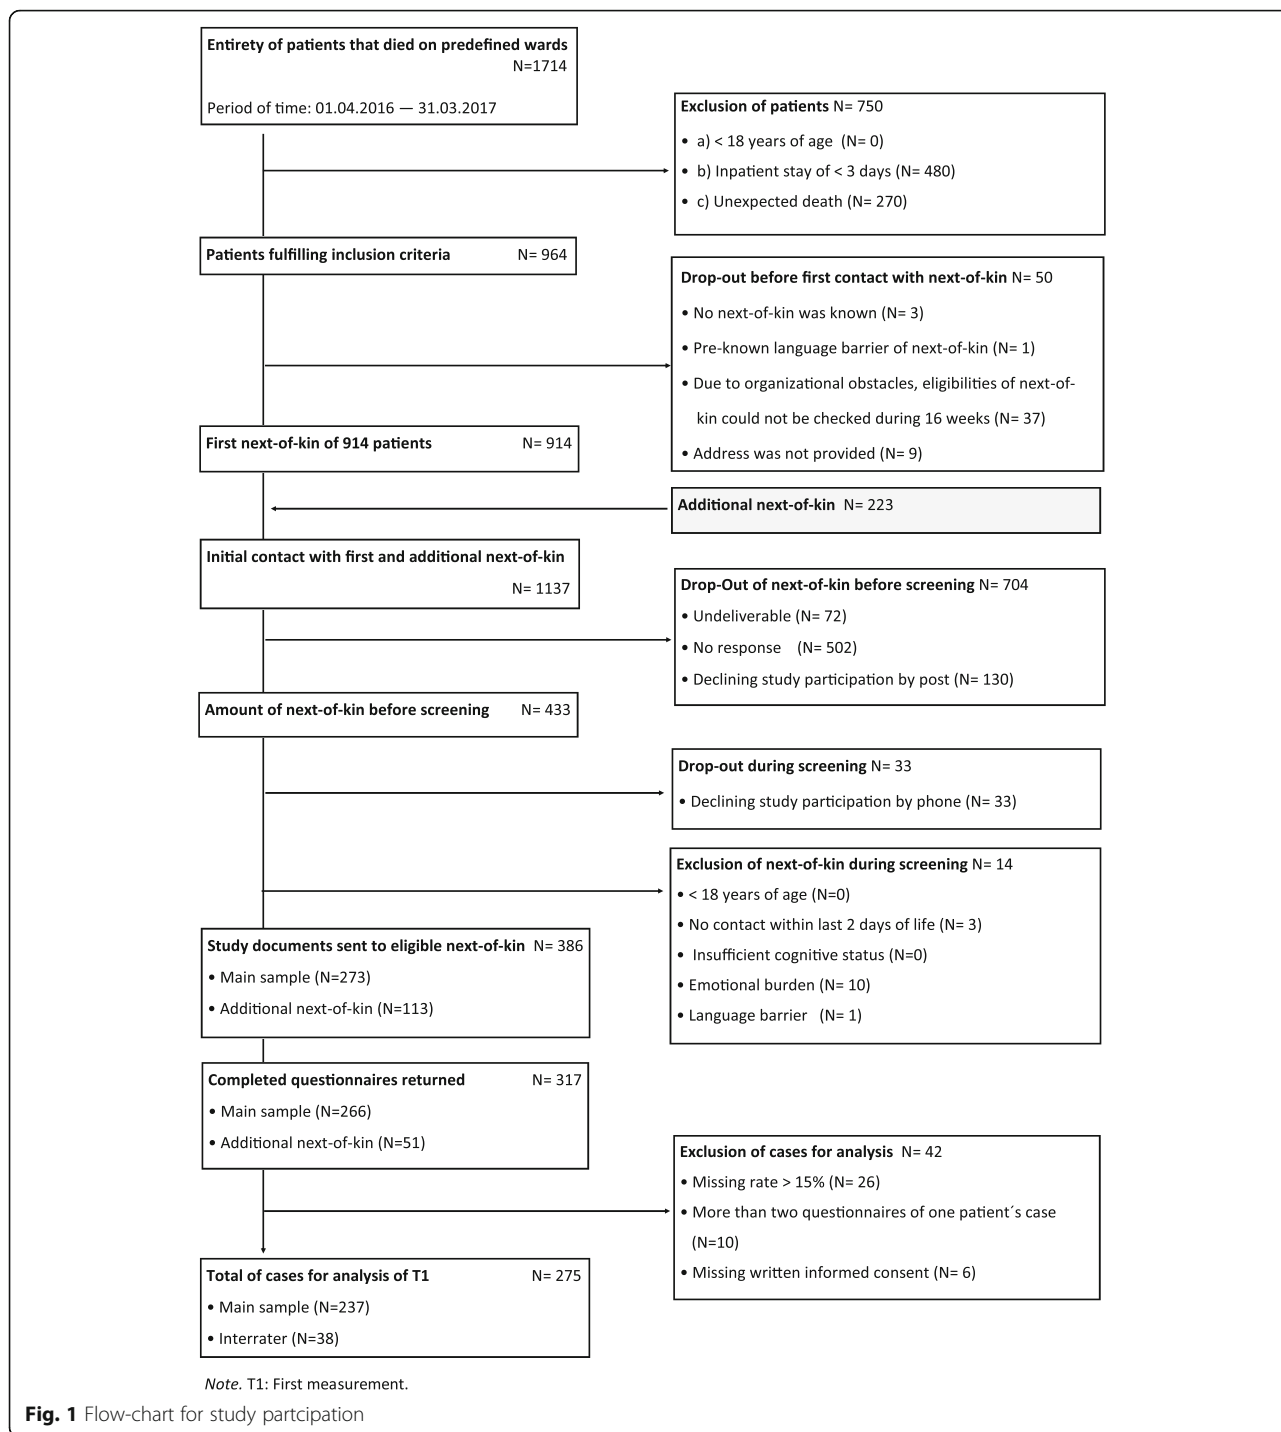 Entirety of patients that died on predefined wards
N=1714
Period of time: 01.04.2016 — 31.03.2017
Exclusion of patients N= 750
• a) < 18 years of age (N= 0)
• b) Inpatient stay of < 3 days (N= 480)
• c) Unexpected death (N= 270)
Patients fulfilling inclusion criteria N= 964
Drop-out before first contact with next-of-kin N= 50
• No next-of-kin was known (N= 3)
• Pre-known language barrier of next-of-kin (N= 1)
• Due to organizational obstacles, eligibilities of next-of-
kin could not be checked during 16 weeks (N= 37)
• Address was not provided (N= 9)
First next-of-kin of 914 patients N= 914
Additional next-of-kin N= 223
Initial contact with first and additional next-of-kin
N= 1137
Drop-Out of next-of-kin before screening N= 704
• Undeliverable (N= 72)
• No response (N= 502)
• Declining study participation by post (N= 130)
Amount of next-of-kin before screening N= 433
Drop-out during screening N= 33
• Declining study participation by phone (N= 33)
Exclusion of next-of-kin during screening N= 14
• < 18 years of age (N=0)
• No contact within last 2 days of life (N= 3)
• Insufficient cognitive status (N=0)
• Emotional burden (N= 10)
• Language barrier (N= 1)
Study documents sent to eligible next-of-kin N= 386
• Main sample (N=273)
• Additional next-of-kin (N=113)
Completed questionnaires returned N= 317
• Main sample (N=266)
• Additional next-of-kin (N=51)
Exclusion of cases for analysis N= 42
• Missing rate > 15% (N= 26)
• More than two questionnaires of one patient´s case
(N=10)
• Missing written informed consent (N= 6)
Total of cases for analysis of T1 N= 275
• Main sample (N=237)
• Interrater (N=38)
Note. T1: First measurement.
Fig. 1 Flow-chart for study partcipation